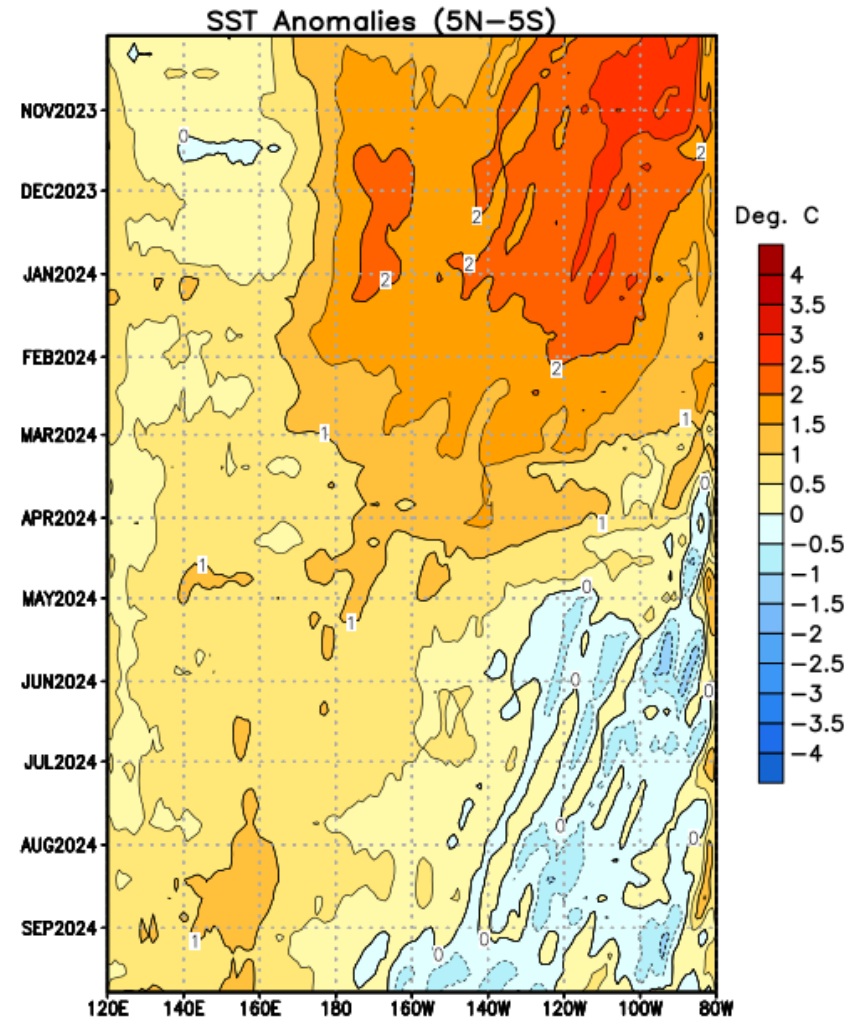 SST Anomalies (5N−5S)
0
NOV2023
2
DEC2023
2
2
JAN2024
2
FEB2024
2
1
MAR2024
1
0
APR2024
1
1
MAY2024
0
1
JUN2024
0
0
JUL2024
0
0
AUG2024
SEP2024
1
0
0
120E 140E 160E 180 160W 140W 120W 100W 80W
Deg. C
4
3.5
3
2.5
2
1.5
1
0.5
0
−0.5
−1
−1.5
−2
−2.5
−3
−3.5
−4